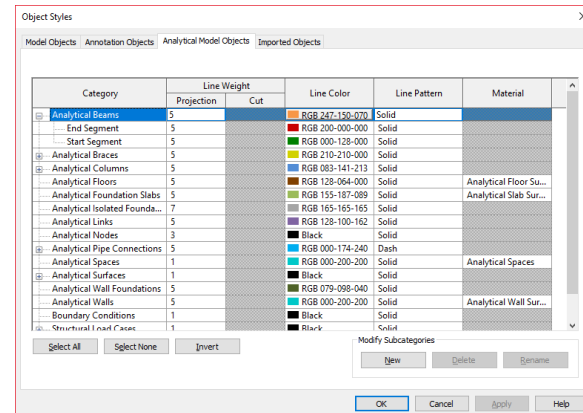 Object Styles
Model Objects Annotation Objects Analytical Model Objects Imported Objects
Category Line Weight Line Color Line Pattern Material
Projection Cut
Analytical Beams 5 RGB 247-150-070 Solid
End Segment 5 RGB 200-000-000 Solid
Start Segment 5 RGB 000-128-000 Solid
Analytical Braces 5 RGB 210-210-000 Solid
Analytical Columns 5 RGB 083-141-213 Solid
Analytical Floors 5 RGB 128-064-000 Solid Analytical Floor Su...
Analytical Foundation Slabs 5 RGB 155-187-089 Solid Analytical Slab Sur...
Analytical Isolated Founda... 7 RGB 165-165-165 Solid
Analytical Links 5 RGB 128-100-162 Solid
Analytical Nodes 3 Black Solid
Analytical Pipe Connections 5 RGB 000-174-240 Dash
Analytical Spaces 1 RGB 000-200-200 Solid Analytical Spaces
Analytical Surfaces 1 Black Solid
Analytical Wall Foundations 5 RGB 079-098-040 Solid
Analytical Walls 5 RGB 000-200-200 Solid Analytical Wall Sur...
Boundary Conditions 1 Black Solid
Structural Load Cases 1 Black Solid
Select All Select None Invert
Modify Subcategories
New Delete Rename
OK Cancel Apply Help